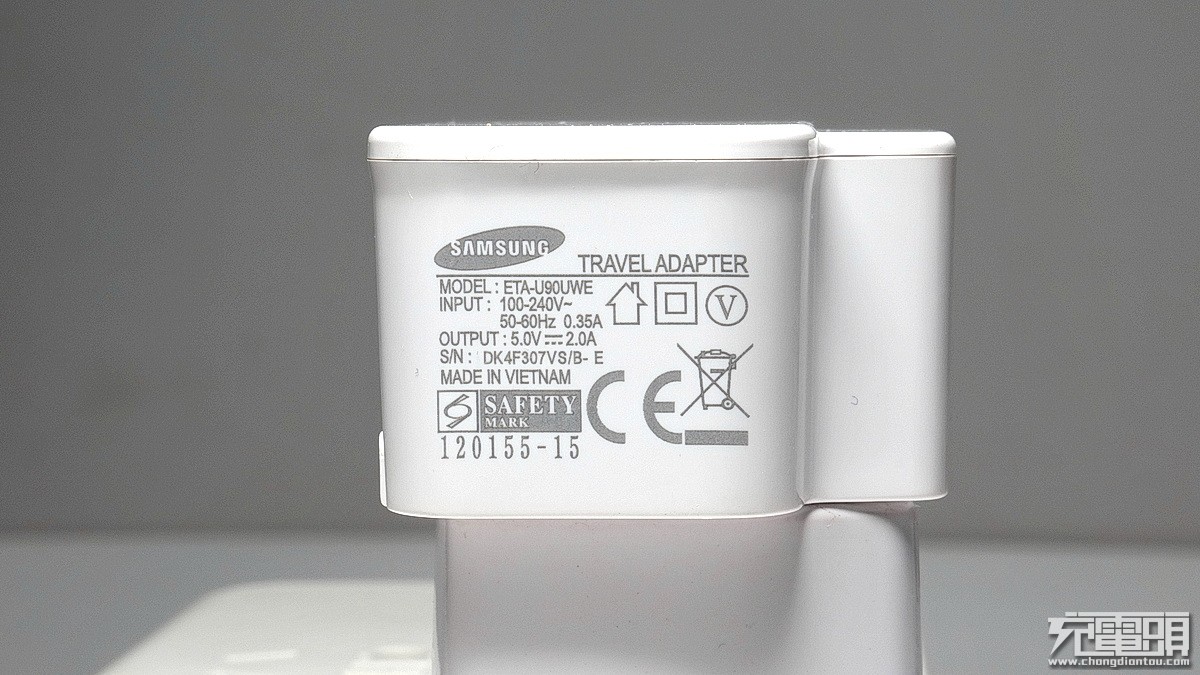 SAMSUNG
TRAVEL ADAPTER
MODEL : ETA-U90UWE
INPUT : 100-240V~
50-60Hz 0.35A
OUTPUT : 5.0V⎓2.0A
S/N : DK4F307VS/B- E
MADE IN VIETNAM
V
SAFETY
MARK
CE
120155-15
充電頭
www.chongdiantou.com